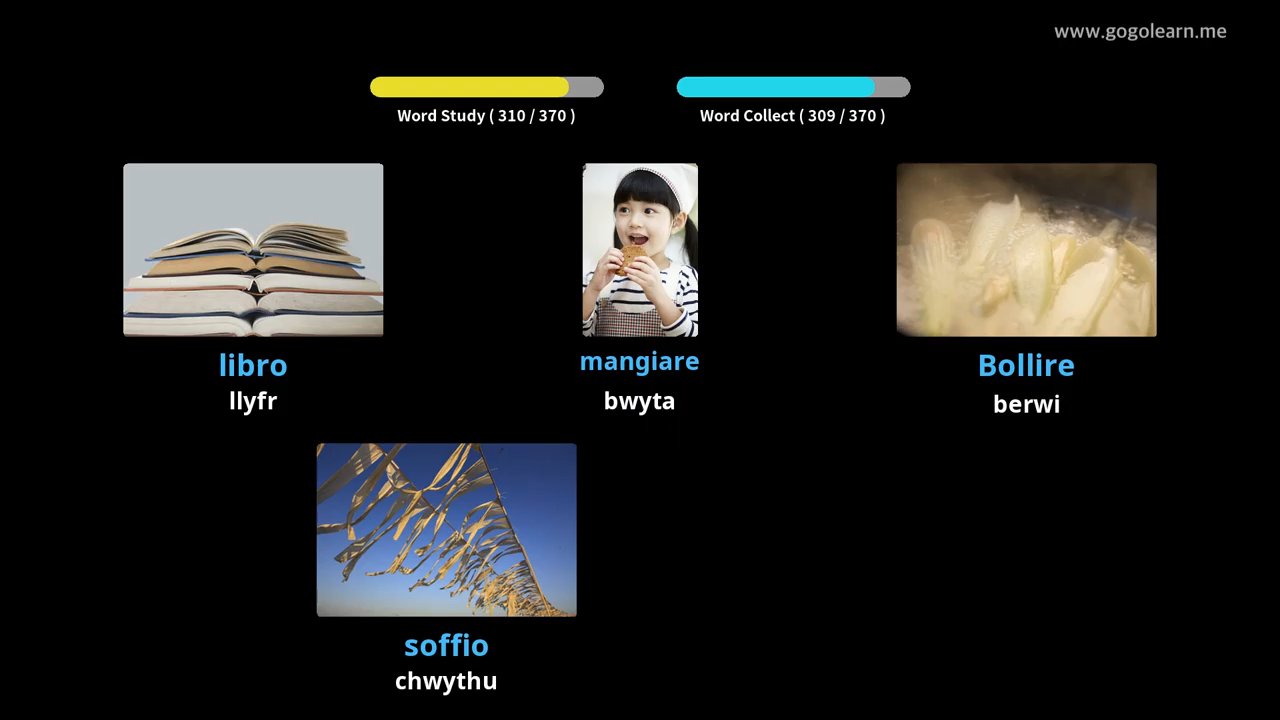 www.gogolearn.me
Word Study ( 310 / 370 )
Word Collect ( 309 / 370 )
libro
llyfr
mangiare
bwyta
Bollire
berwi
soffio
chwythu